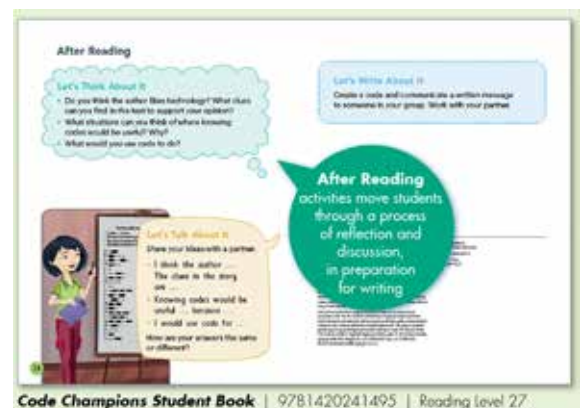 After Reading
Let's Think About It
• Do you think the author likes technology? What clues
can you find in the text to support your opinion?
• What situations can you think of where knowing
codes would be useful? Why?
• What would you use code to do?
Let's Write About It
Create a code and communicate a written message
to someone in your group. Work with your partner.
After Reading
activities move students
through a process
of reflection and
discussion,
in preparation
for writing
Let's Talk About It
Share your ideas with a partner.
- I think the author ...
The clues in the story
are ...
- Knowing codes would be
useful ... because ...
- I would use code for ...
How are your answers the same
or different?
Code Champions Student Book | 9781420241495 | Reading Level 27